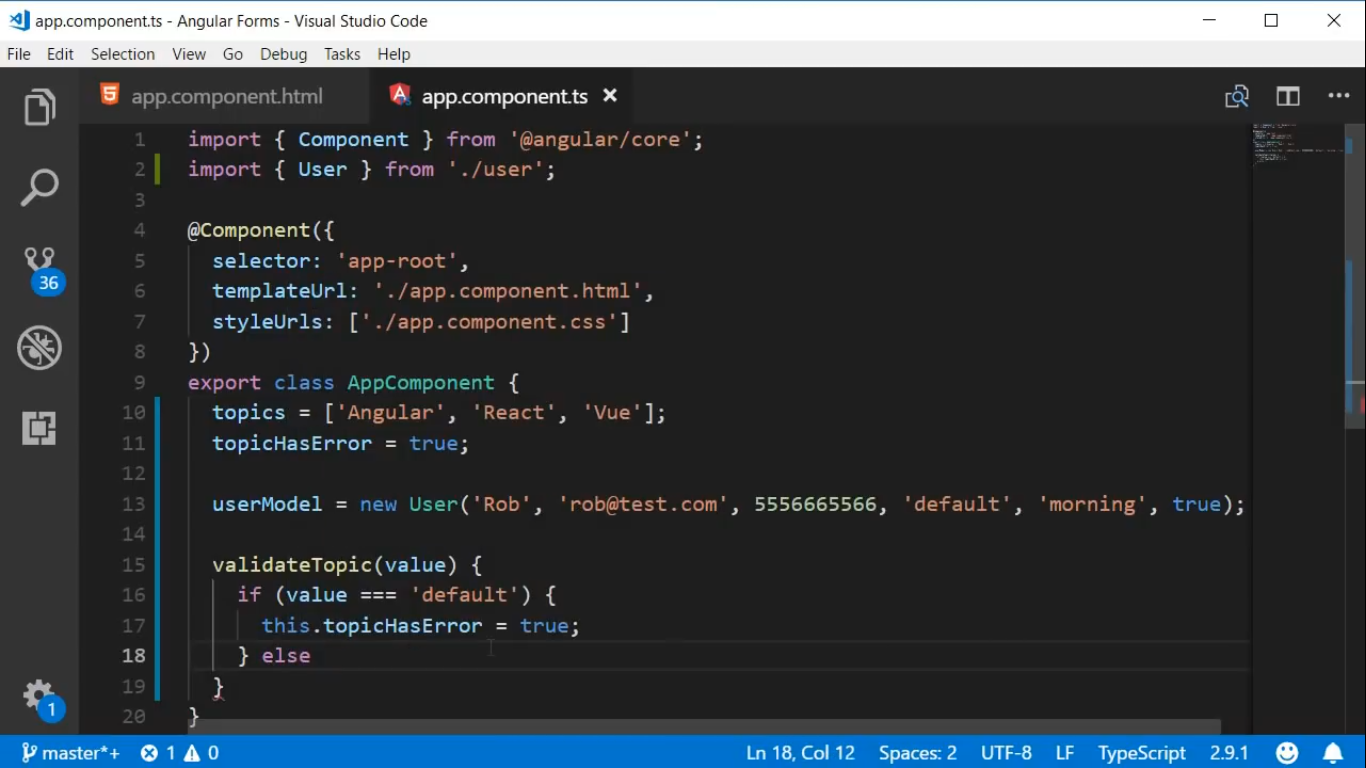 app.component.ts - Angular Forms - Visual Studio Code
File Edit Selection View Go Debug Tasks Help
app.component.html app.component.ts
1 import { Component } from '@angular/core';
2 import { User } from './user';
3
4 @Component({
5 selector: 'app-root',
6 templateUrl: './app.component.html',
7 styleUrls: ['./app.component.css']
8 })
9 export class AppComponent {
10 topics = ['Angular', 'React', 'Vue'];
11 topicHasError = true;
12
13 userModel = new User('Rob', 'rob@test.com', 5556665566, 'default', 'morning', true);
14
15 validateTopic(value) {
16 if (value === 'default') {
17 this.topicHasError = true;
18 } else
19 }
20 }
36
1
master*+ 1 0 Ln 18, Col 12 Spaces: 2 UTF-8 LF TypeScript 2.9.1